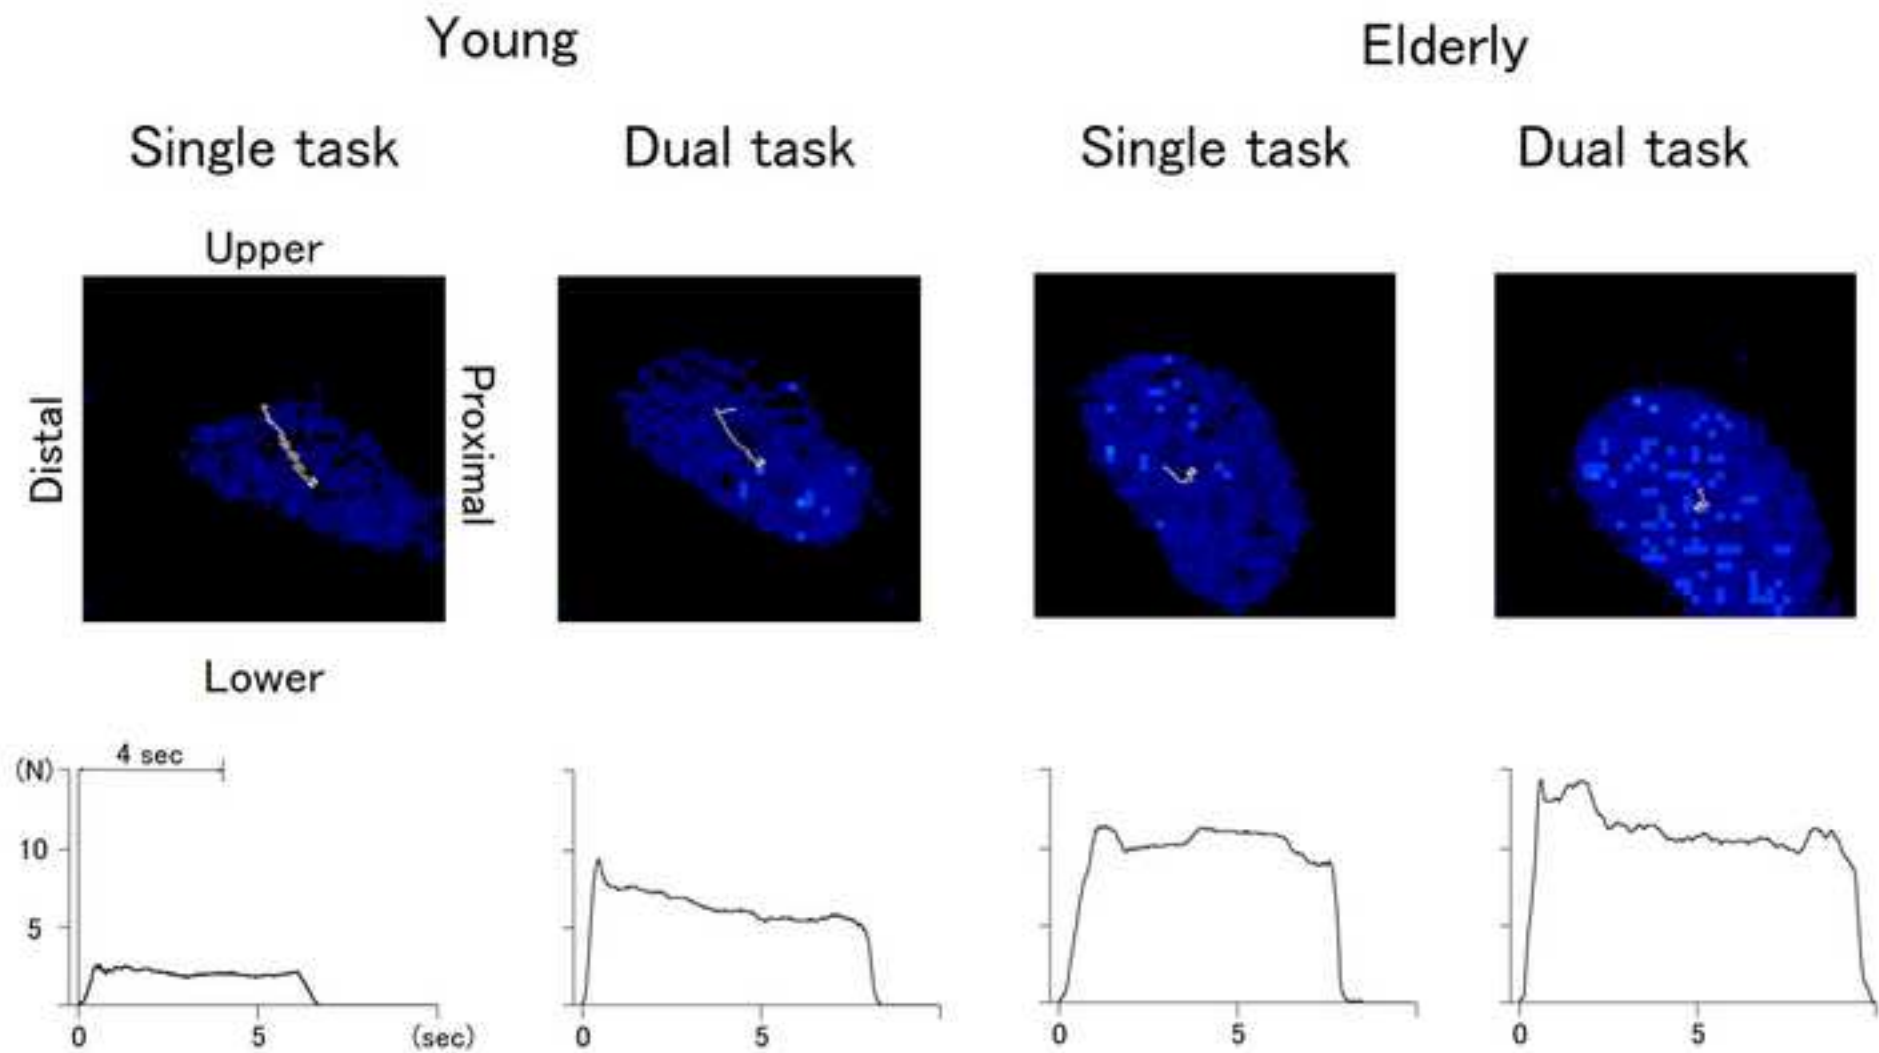 Young
Elderly
Single task
Dual task
Single task
Dual task
Upper
Distal
Proximal
Lower
(N)
4 sec
10
5
0
5
(sec)
0
5
0
5
0
5